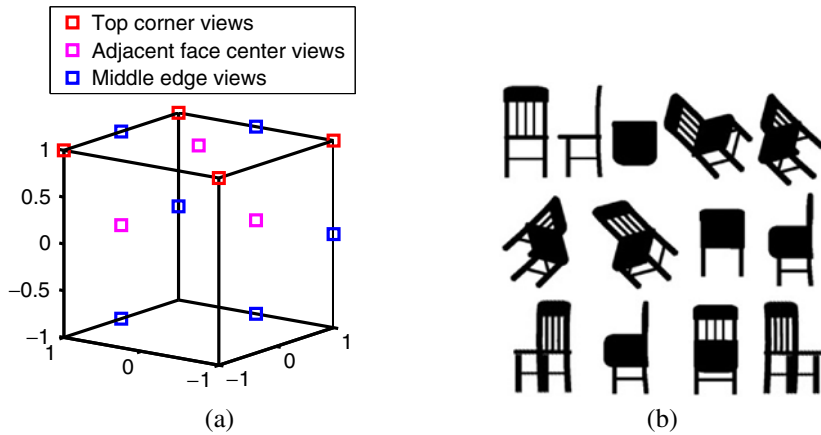 Top corner views
Adjacent face center views
Middle edge views
1
0.5
0
−0.5
−1
1
0
−1
−1
0
1
(a)
(b)